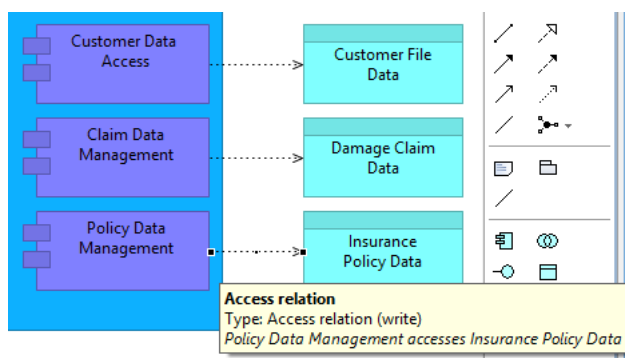 Customer Data
Access
Customer File
Data
Claim Data
Management
Damage Claim
Data
Policy Data
Management
Insurance
Policy Data
Access relation
Type: Access relation (write)
Policy Data Management accesses Insurance Policy Data